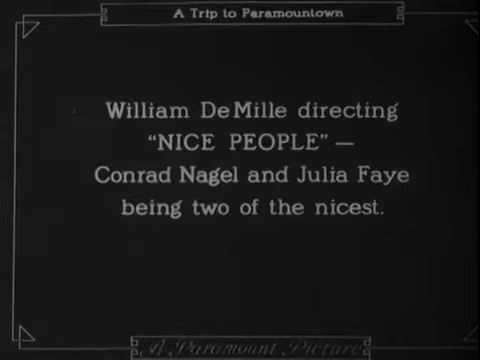 A Trip to Paramountown
William DeMille directing
"NICE PEOPLE" —
Conrad Nagel and Julia Faye
being two of the nicest.
A Paramount Picture